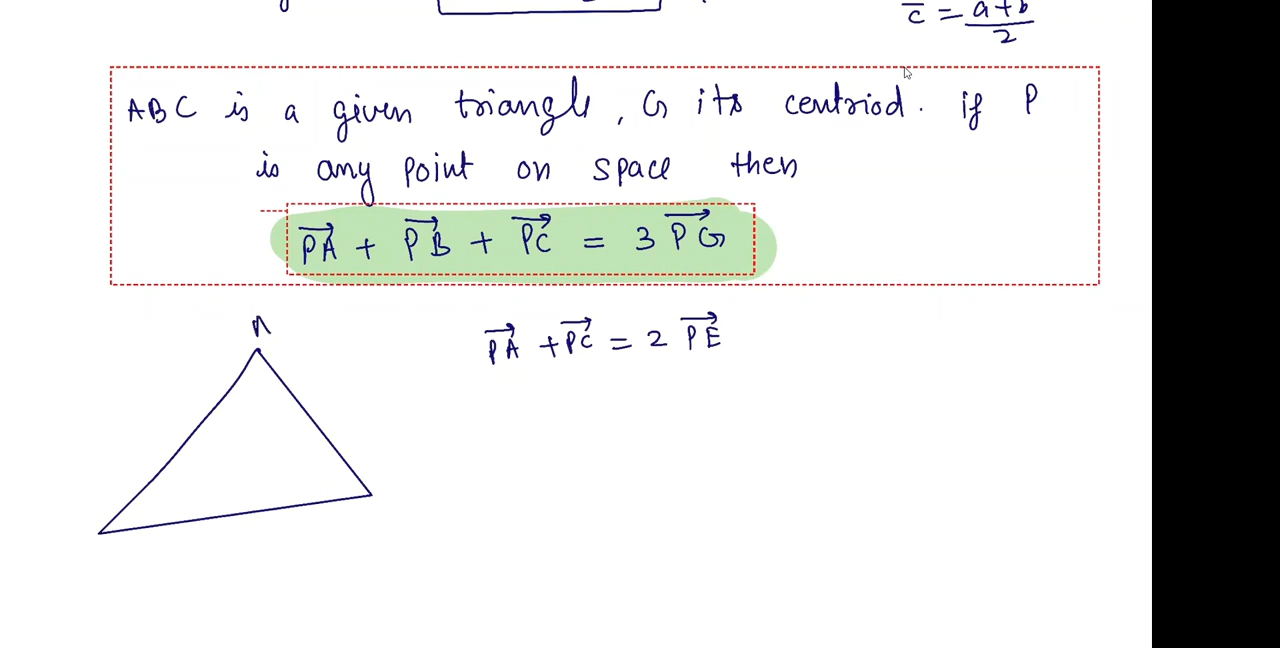 c̅ = a+b/2
ABC is a given triangle, G its centriod. if P
is any point on space then
PA⃗ + PB⃗ + PC⃗ = 3 PG⃗
A
PA⃗ + PC⃗ = 2 PE⃗